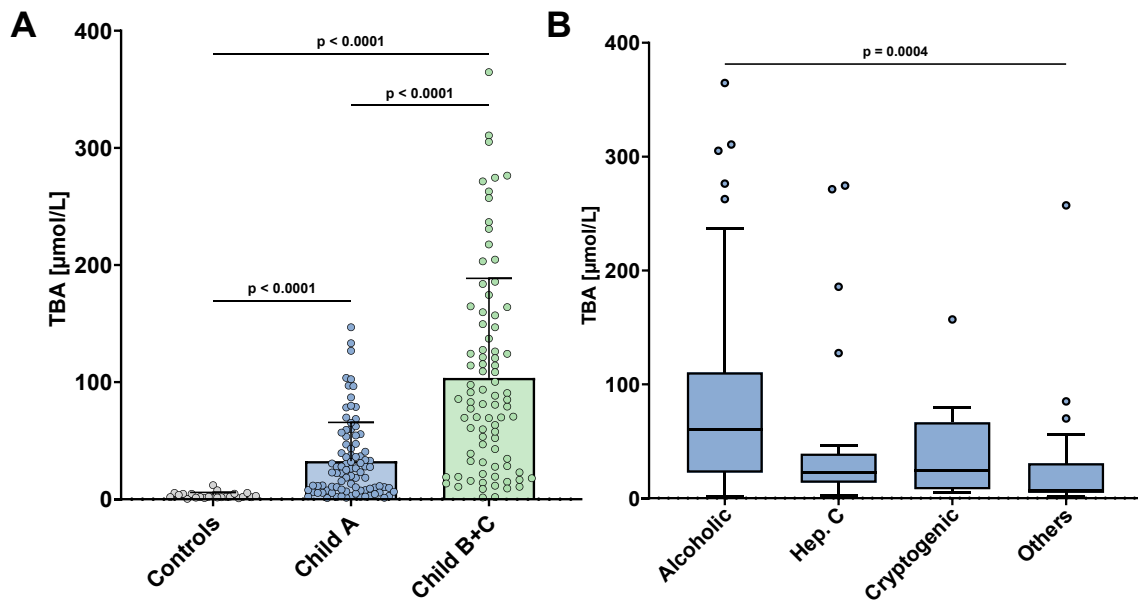 A
400
300
200
100
0
TBA [µmol/L]
p < 0.0001
p < 0.0001
p < 0.0001
Controls
Child A
Child B+C
B
400
300
200
100
0
TBA [µmol/L]
p = 0.0004
Alcoholic
Hep. C
Cryptogenic
Others